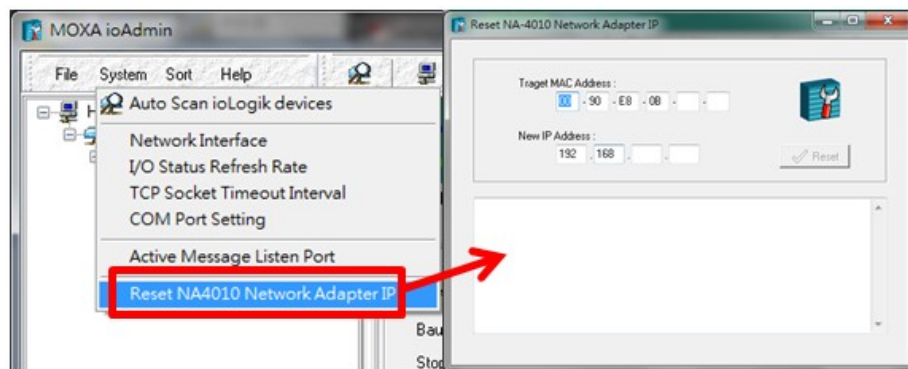 MOXA ioAdmin
File System Sort Help
Auto Scan ioLogik devices
Network Interface
I/O Status Refresh Rate
TCP Socket Timeout Interval
COM Port Setting
Active Message Listen Port
Reset NA4010 Network Adapter IP
Reset NA-4010 Network Adapter IP
Traget MAC Address :
00 - 90 - E8 - 0B - -
New IP Address :
192 . 168 . .
Reset